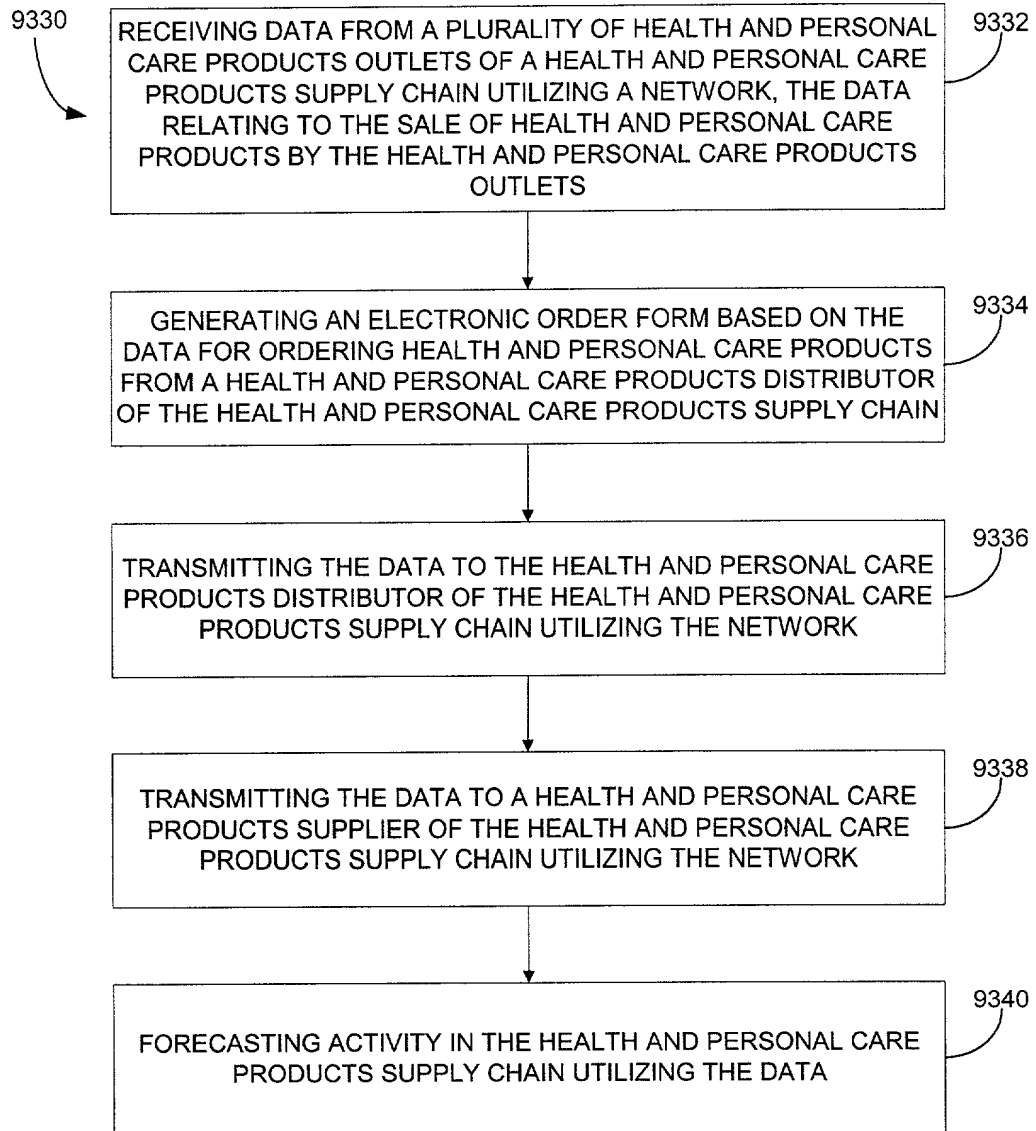 9330
RECEIVING DATA FROM A PLURALITY OF HEALTH AND PERSONAL
CARE PRODUCTS OUTLETS OF A HEALTH AND PERSONAL CARE
PRODUCTS SUPPLY CHAIN UTILIZING A NETWORK, THE DATA
RELATING TO THE SALE OF HEALTH AND PERSONAL CARE
PRODUCTS BY THE HEALTH AND PERSONAL CARE PRODUCTS
OUTLETS
9332
GENERATING AN ELECTRONIC ORDER FORM BASED ON THE
DATA FOR ORDERING HEALTH AND PERSONAL CARE PRODUCTS
FROM A HEALTH AND PERSONAL CARE PRODUCTS DISTRIBUTOR
OF THE HEALTH AND PERSONAL CARE PRODUCTS SUPPLY CHAIN
9334
TRANSMITTING THE DATA TO THE HEALTH AND PERSONAL CARE
PRODUCTS DISTRIBUTOR OF THE HEALTH AND PERSONAL CARE
PRODUCTS SUPPLY CHAIN UTILIZING THE NETWORK
9336
TRANSMITTING THE DATA TO A HEALTH AND PERSONAL CARE
PRODUCTS SUPPLIER OF THE HEALTH AND PERSONAL CARE
PRODUCTS SUPPLY CHAIN UTILIZING THE NETWORK
9338
FORECASTING ACTIVITY IN THE HEALTH AND PERSONAL CARE
PRODUCTS SUPPLY CHAIN UTILIZING THE DATA
9340